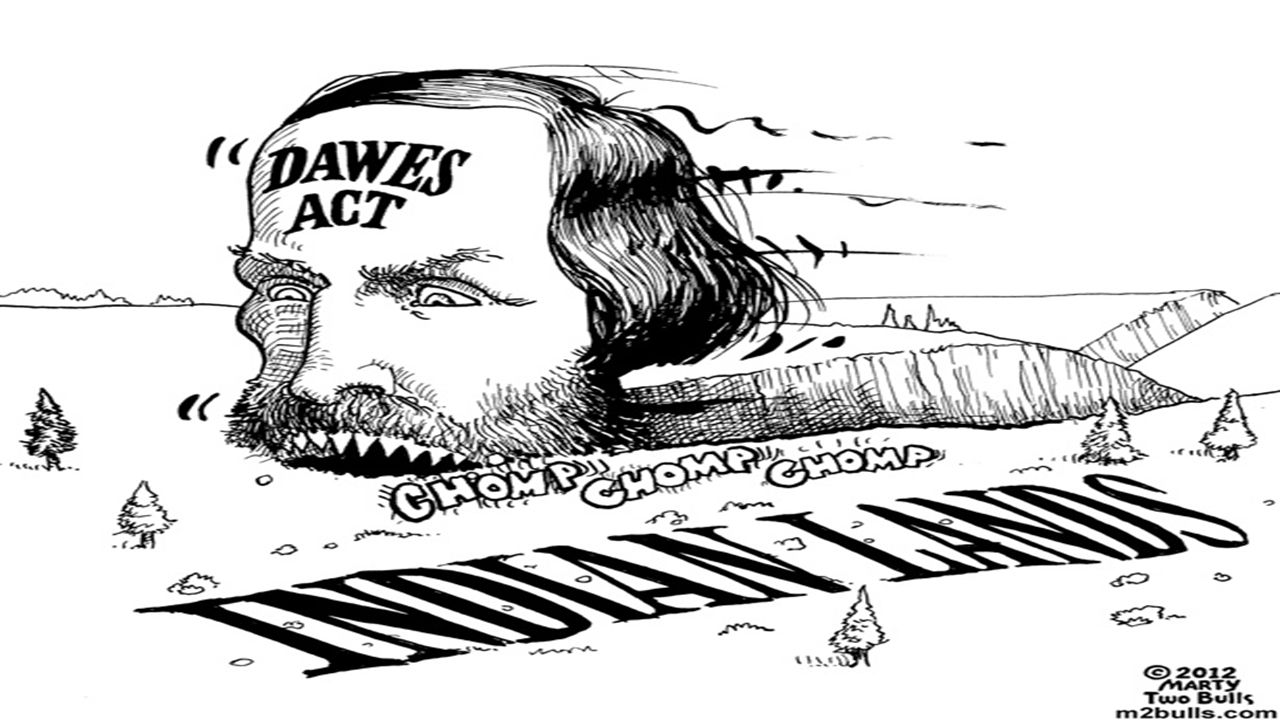 DAWES
ACT
CHOMP CHOMP CHOMP
INDIAN LANDS
© 2012
MARTY
TWO BULLS
m2bulls.com